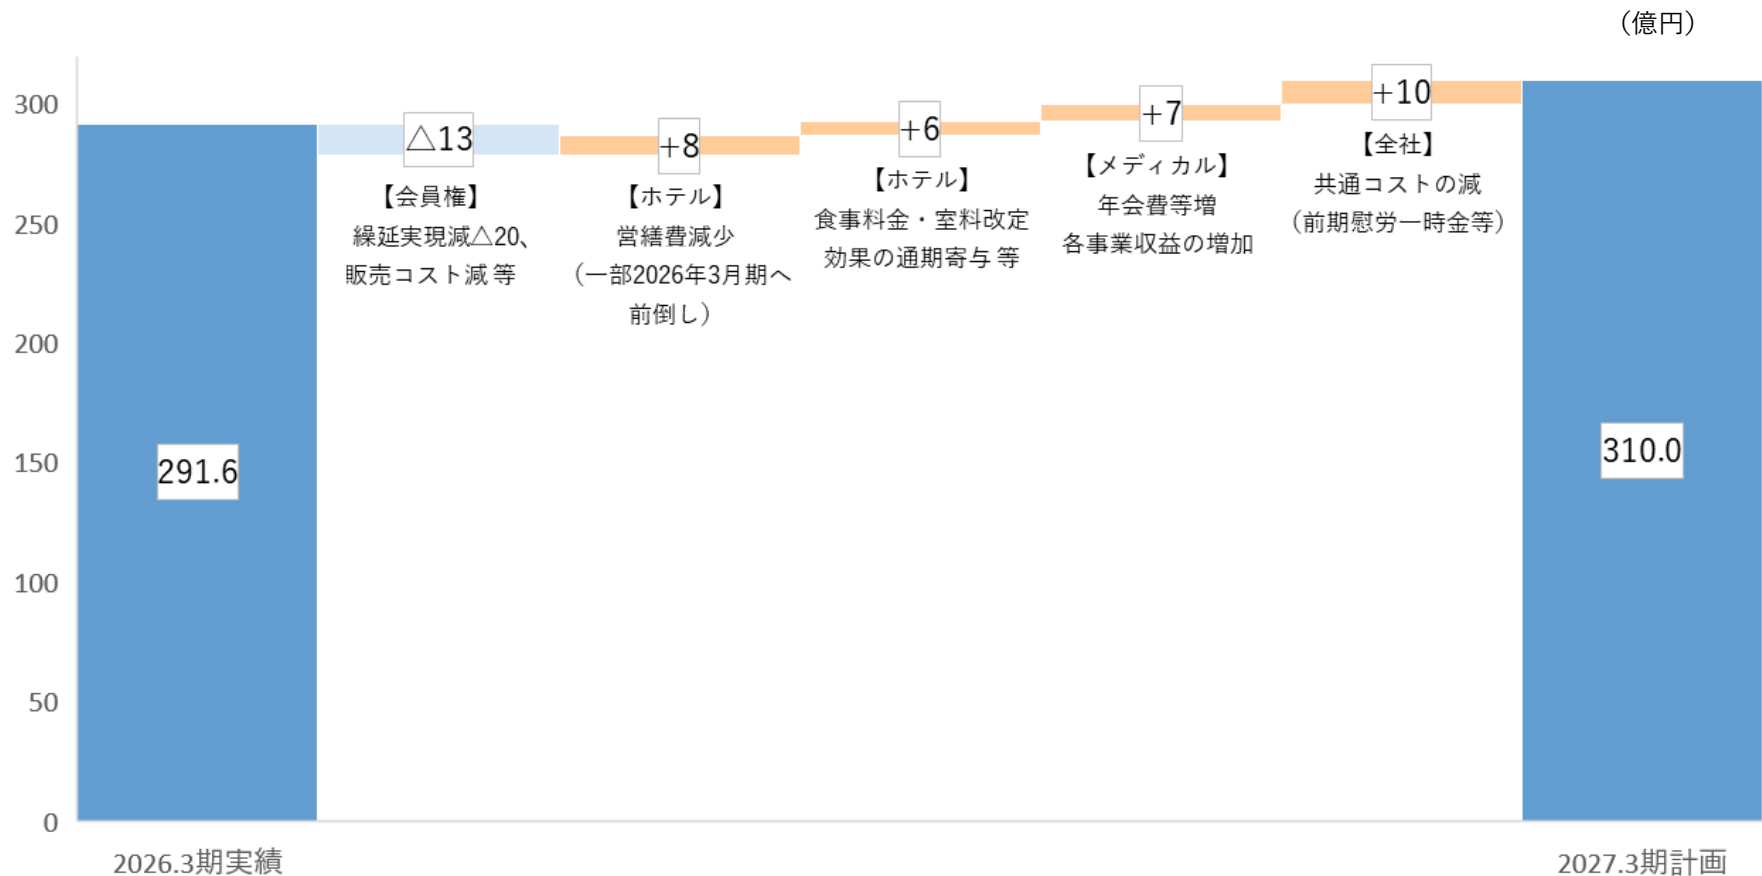 （億円）
300
250
200
150
100
50
0
291.6
△13
【会員権】
繰延実現減△20、
販売コスト減 等
+8
【ホテル】
営繕費減少
（一部2026年3月期へ
前倒し）
+6
【ホテル】
食事料金・室料改定
効果の通期寄与 等
+7
【メディカル】
年会費等増
各事業収益の増加
+10
【全社】
共通コストの減
（前期慰労一時金等）
310.0
2026.3期実績
2027.3期計画